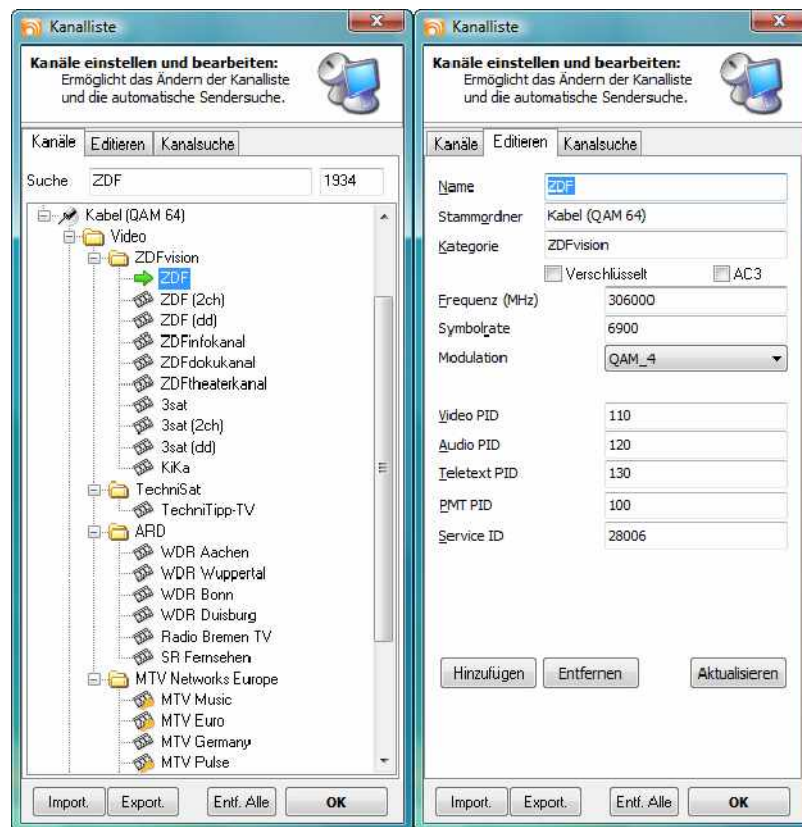 Kanalliste
Kanäle einstellen und bearbeiten:
Ermöglicht das Ändern der Kanalliste
und die automatische Sendersuche.
Kanäle Editieren Kanalsuche
Suche ZDF 1934
Kabel (QAM 64)
Video
ZDFvision
ZDF
ZDF (2ch)
ZDF (dd)
ZDFinfokanal
ZDFdokukanal
ZDFtheaterkanal
3sat
3sat (2ch)
3sat (dd)
KiKa
TechniSat
TechniTipp-TV
ARD
WDR Aachen
WDR Wuppertal
WDR Bonn
WDR Duisburg
Radio Bremen TV
SR Fernsehen
MTV Networks Europe
MTV Music
MTV Euro
MTV Germany
MTV Pulse
Import. Export. Entf. Alle OK
Kanalliste
Kanäle einstellen und bearbeiten:
Ermöglicht das Ändern der Kanalliste
und die automatische Sendersuche.
Kanäle Editieren Kanalsuche
Name ZDF
Stammordner Kabel (QAM 64)
Kategorie ZDFvision
Verschlüsselt AC3
Frequenz (MHz) 306000
Symbolrate 6900
Modulation QAM_4
Video PID 110
Audio PID 120
Teletext PID 130
PMT PID 100
Service ID 28006
Hinzufügen Entfernen Aktualisieren
Import. Export. Entf. Alle OK